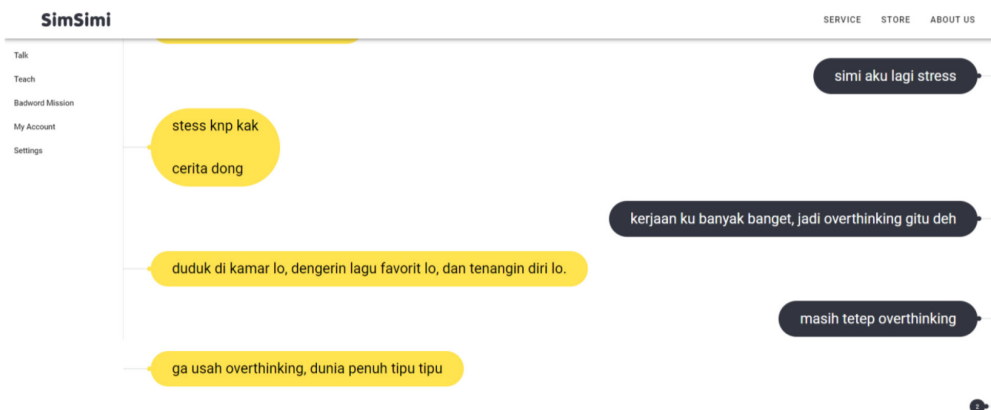 SimSimi
SERVICE STORE ABOUT US
Talk
Teach
Badword Mission
My Account
Settings
simi aku lagi stress
stess knp kak
cerita dong
kerjaan ku banyak banget, jadi overthinking gitu deh
duduk di kamar lo, dengerin lagu favorit lo, dan tenangin diri lo.
masih tetep overthinking
ga usah overthinking, dunia penuh tipu tipu